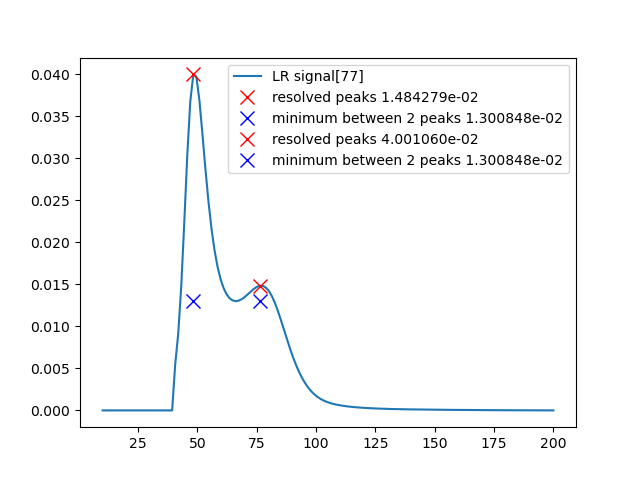 LR signal[77]
resolved peaks 1.484279e-02
minimum between 2 peaks 1.300848e-02
resolved peaks 4.001060e-02
minimum between 2 peaks 1.300848e-02
0.040
0.035
0.030
0.025
0.020
0.015
0.010
0.005
0.000
25 50 75 100 125 150 175 200